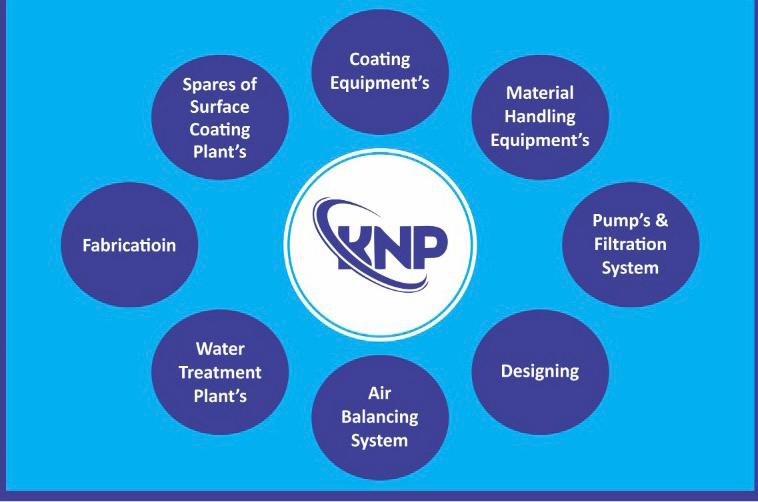 Coating
Equipment's
Material
Handling
Equipment's
Pump's &
Filtration
System
Designing
Air
Balancing
System
Water
Treatment
Plant's
Fabricatioin
Spares of
Surface
Coating
Plant's
KNP